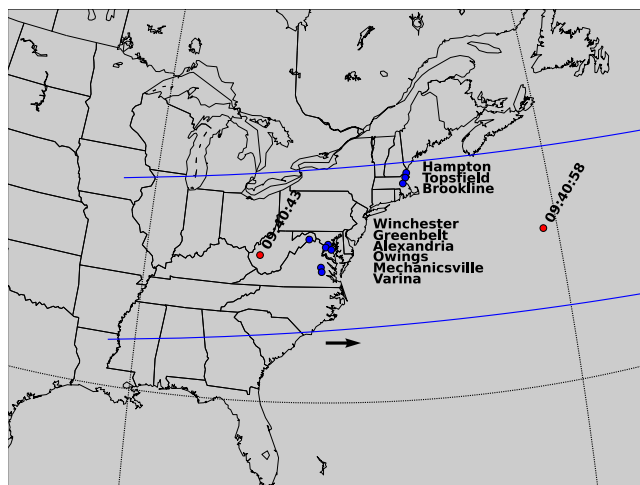 Hampton
Topsfield
Brookline
09:40:58
09:40:43
Winchester
Greenbelt
Alexandria
Owings
Mechanicsville
Varina